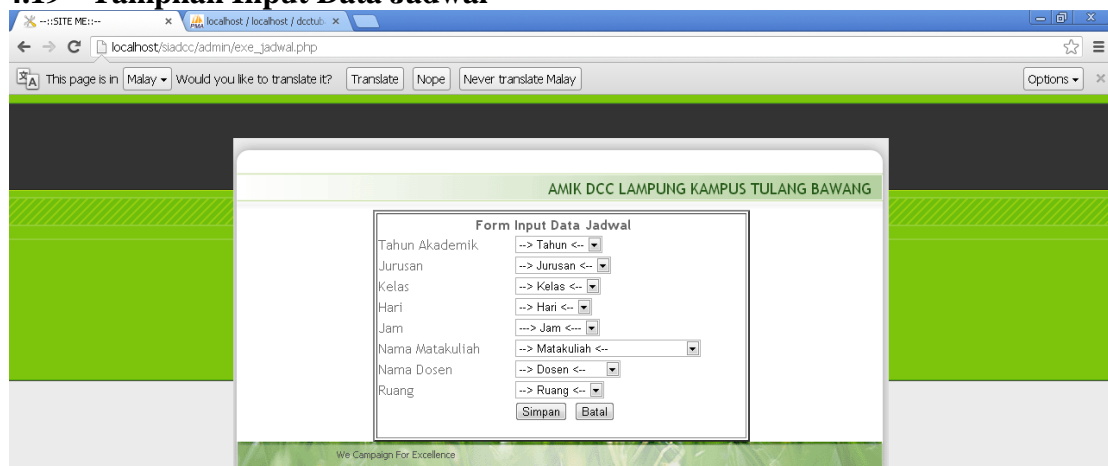 4.19 Tampilan Input Data Jadwal
--::SITE ME::-- × localhost / localhost / dcctub ×
localhost/siadcc/admin/exe_jadwal.php
This page is in Malay Would you like to translate it? Translate Nope Never translate Malay Options ×
AMIK DCC LAMPUNG KAMPUS TULANG BAWANG
Form Input Data Jadwal
Tahun Akademik --> Tahun <--
Jurusan --> Jurusan <--
Kelas --> Kelas <--
Hari --> Hari <--
Jam ---> Jam <---
Nama Matakuliah --> Matakuliah <--
Nama Dosen --> Dosen <--
Ruang --> Ruang <--
Simpan Batal
We Campaign For Excellence